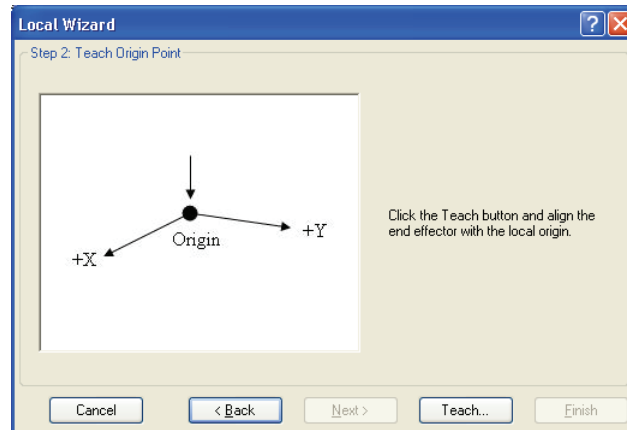 Local Wizard
Step 2: Teach Origin Point
+X
Origin
+Y
Click the Teach button and align the
end effector with the local origin.
Cancel
< Back
Next >
Teach...
Finish